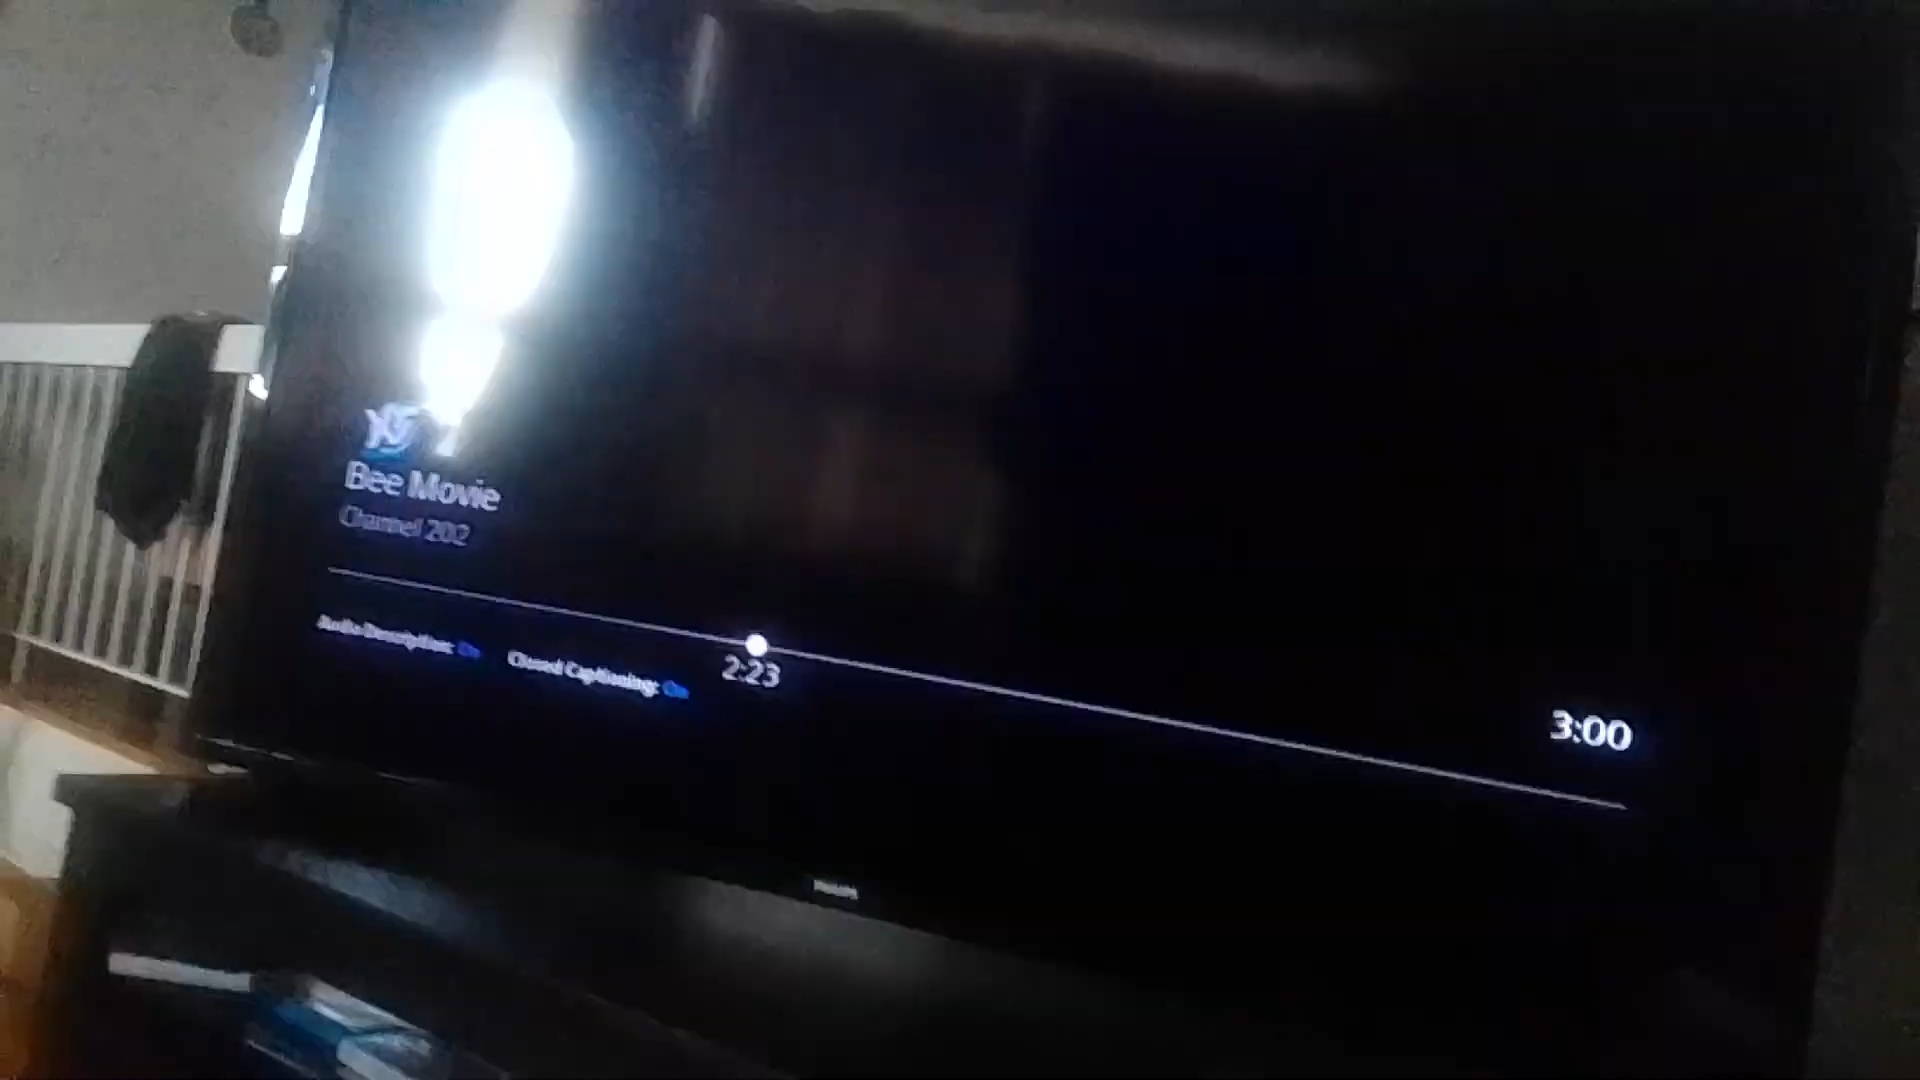 Bee Movie
Channel 202
2:23
3:00
Audio Description: On
Closed Captioning: On